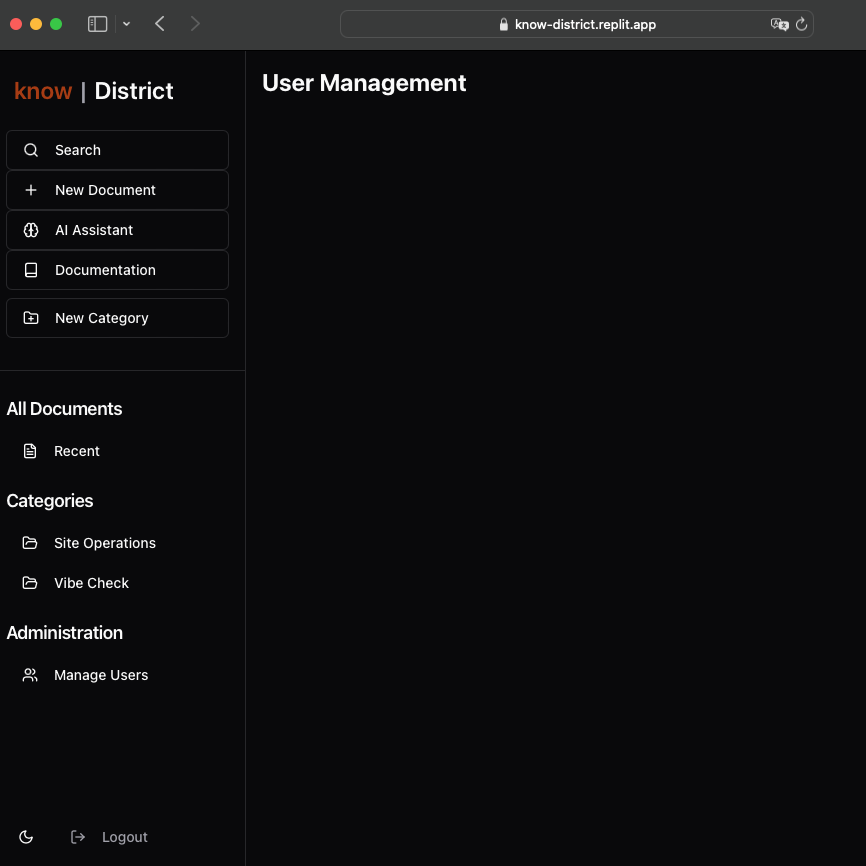 know-district.replit.app
know | District
Search
New Document
AI Assistant
Documentation
New Category
All Documents
Recent
Categories
Site Operations
Vibe Check
Administration
Manage Users
Logout
User Management